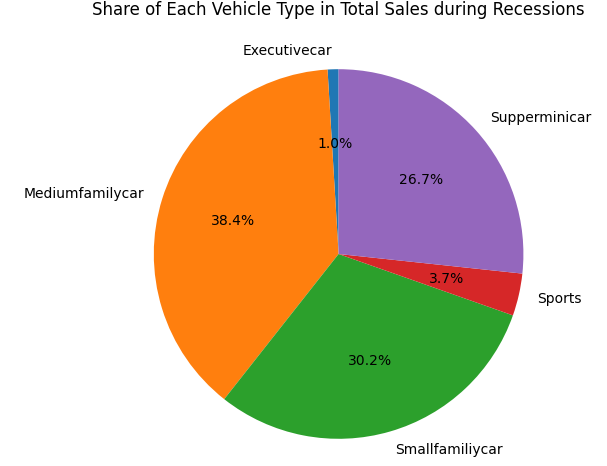 Share of Each Vehicle Type in Total Sales during Recessions
Executivecar
1.0%
Supperminicar
26.7%
Mediumfamilycar
38.4%
3.7%
Sports
30.2%
Smallfamiliycar